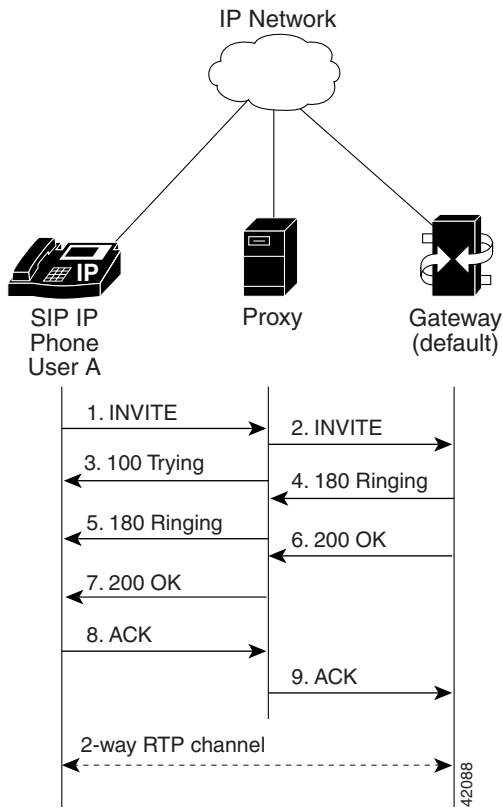 IP Network
IP
SIP IP
Phone
User A
Proxy
Gateway
(default)
1. INVITE
2. INVITE
3. 100 Trying
4. 180 Ringing
5. 180 Ringing
6. 200 OK
7. 200 OK
8. ACK
9. ACK
2-way RTP channel
42088